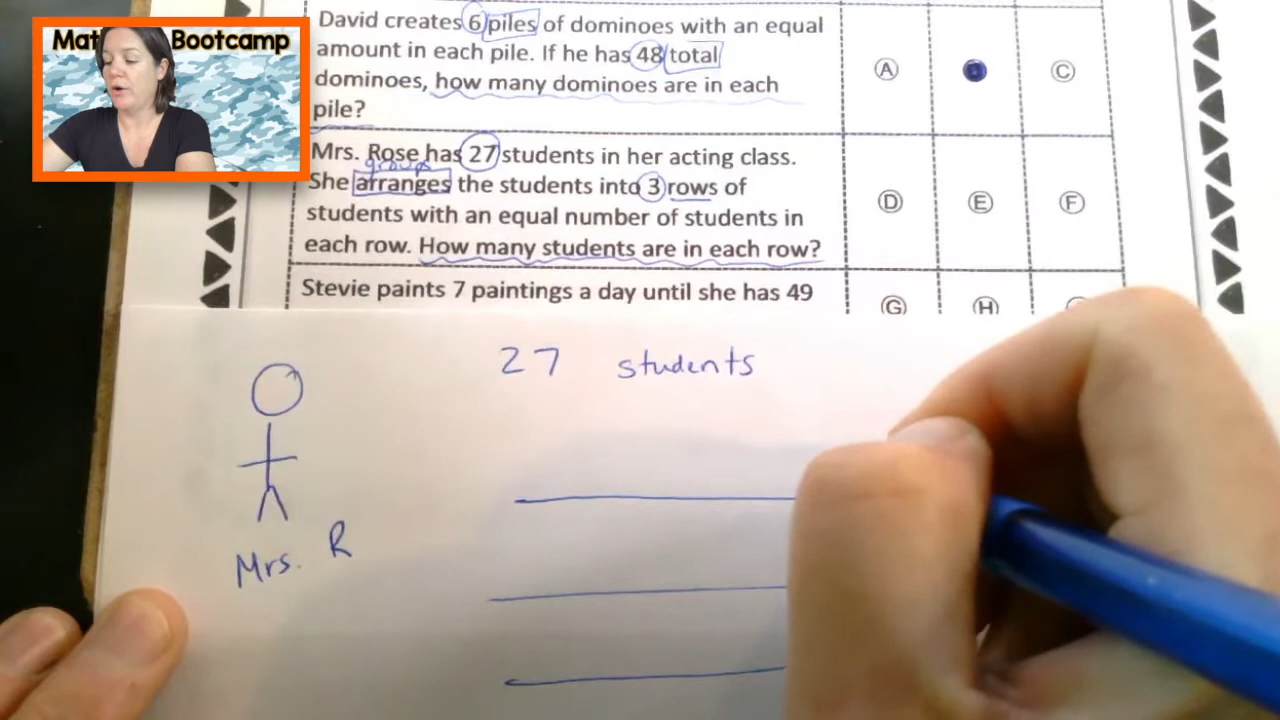 Mat Bootcamp
David creates 6 piles of dominoes with an equal
amount in each pile. If he has 48 total
dominoes, how many dominoes are in each
pile?
A
C
Mrs. Rose has 27 students in her acting class.
groups
She arranges the students into 3 rows of
students with an equal number of students in
each row. How many students are in each row?
D E F
Stevie paints 7 paintings a day until she has 49
G H
27 students
Mrs. R